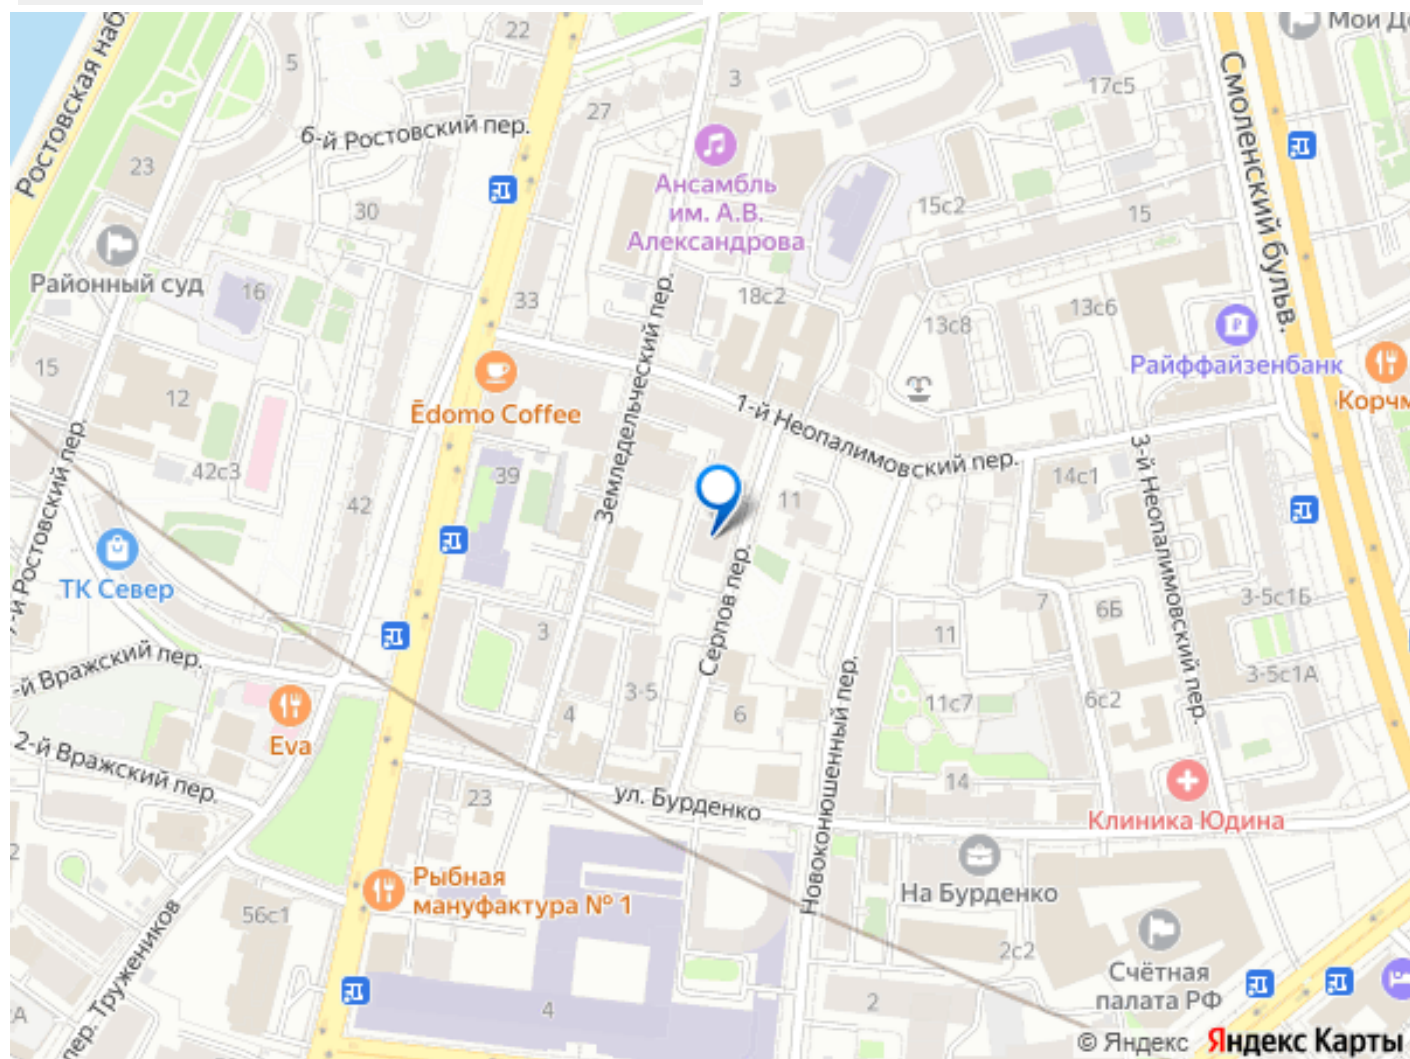 Ростовская наб.
5
22
3
27
17с5
Мой До
6-й Ростовский пер.
Смоленский бульв.
23
30
Ансамбль
им. А.В.
Александрова
15с2
15
Районный суд
16
33
18с2
13с8
13с6
Райффайзенбанк
15
12
Ēdomo Coffee
Земледельческий пер.
1-й Неопалимовский пер.
Корчм
42с3
42
39
11
14с1
3-й Неопалимовский пер.
7-й Ростовский пер.
ТК Север
Серпов пер.
3
7
6Б
3-5с1Б
11
-й Вражский пер.
3-5
3-5с1А
4
6
11с7
6с2
Eva
Новоконюшенный пер.
2-й Вражский пер.
23
ул. Бурденко
14
Клиника Юдина
2
Рыбная
мануфактура № 1
На Бурденко
56с1
пер. Тружеников
2с2
Счётная
палата РФ
4
2
А
© Яндекс Яндекс Карты